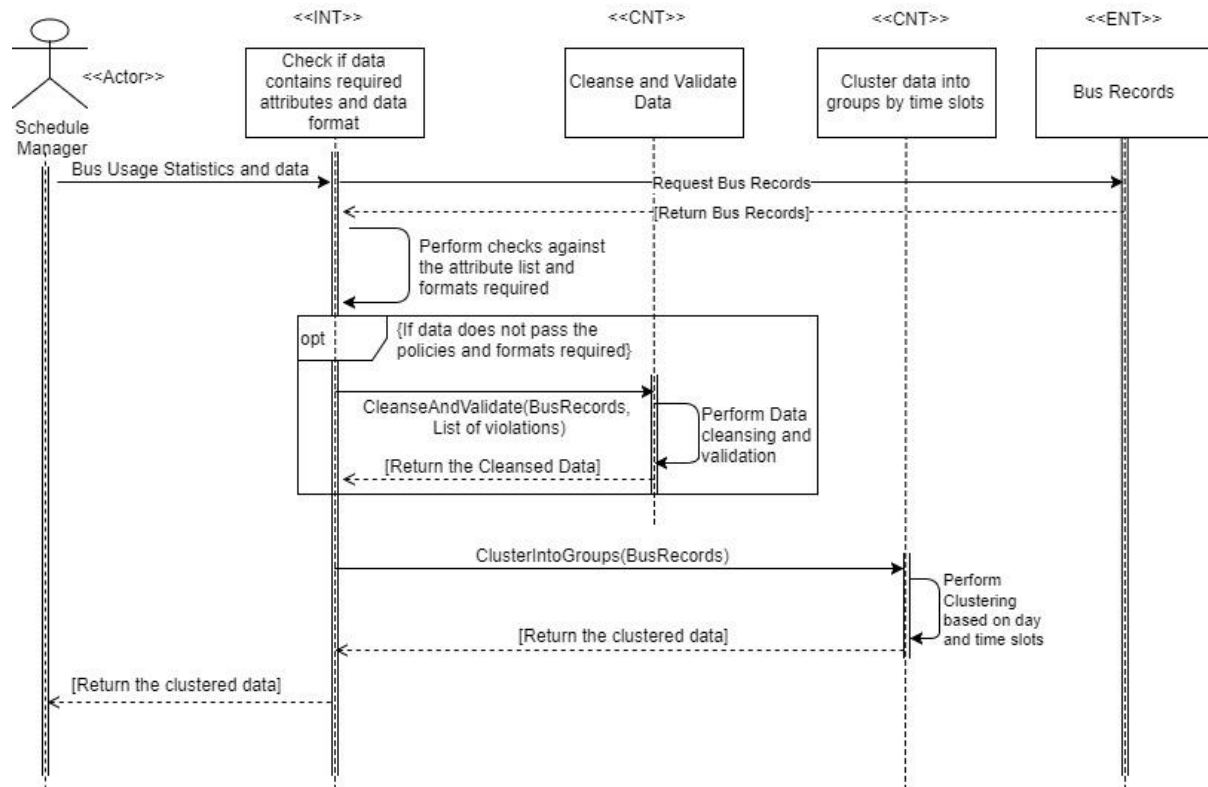 <<INT>>
<<CNT>>
<<CNT>>
<<ENT>>
<<Actor>>
Schedule
Manager
Check if data
contains required
attributes and data
format
Cleanse and Validate
Data
Cluster data into
groups by time slots
Bus Records
Bus Usage Statistics and data
Request Bus Records
[Return Bus Records]
Perform checks against
the attribute list and
formats required
opt
{If data does not pass the
policies and formats required}
CleanseAndValidate(BusRecords,
List of violations)
Perform Data
cleansing and
validation
[Return the Cleansed Data]
ClusterIntoGroups(BusRecords)
Perform
Clustering
based on day
and time slots
[Return the clustered data]
[Return the clustered data]